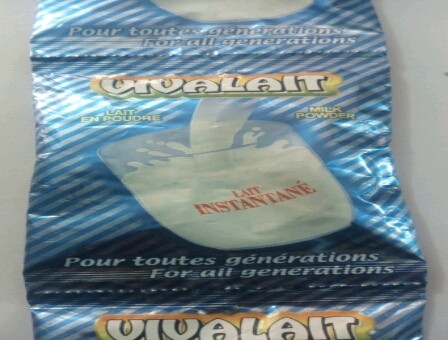 Pour toutes générations
For all generations
VIVALAIT
LAIT
EN POUDRE
MILK
POWDER
LAIT
INSTANTANÉ
Pour toutes générations
For all generations
VIVALAIT